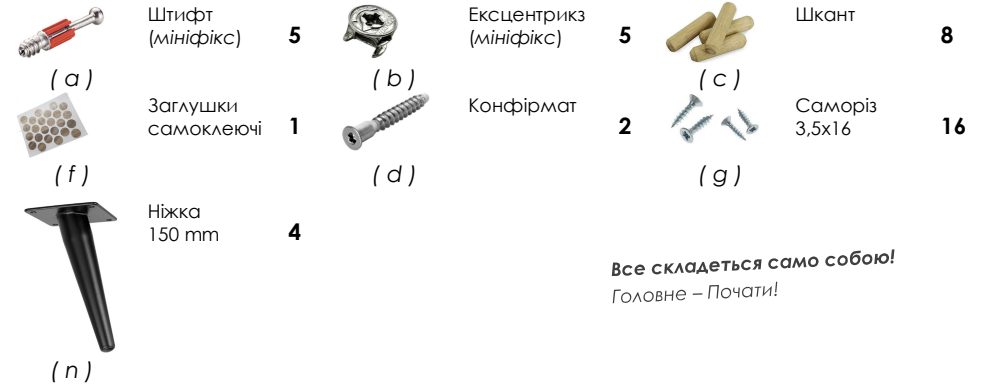 Штифт
(мініфікс)
5
( a )
Ексцентрикз
(мініфікс)
5
( b )
Шкант
8
( c )
Заглушки
самоклеючі
1
( f )
Конфірмат
2
( d )
Саморіз
3,5x16
16
( g )
Ніжка
150 mm
4
( n )
Все складеться само собою!
Головне – Почати!